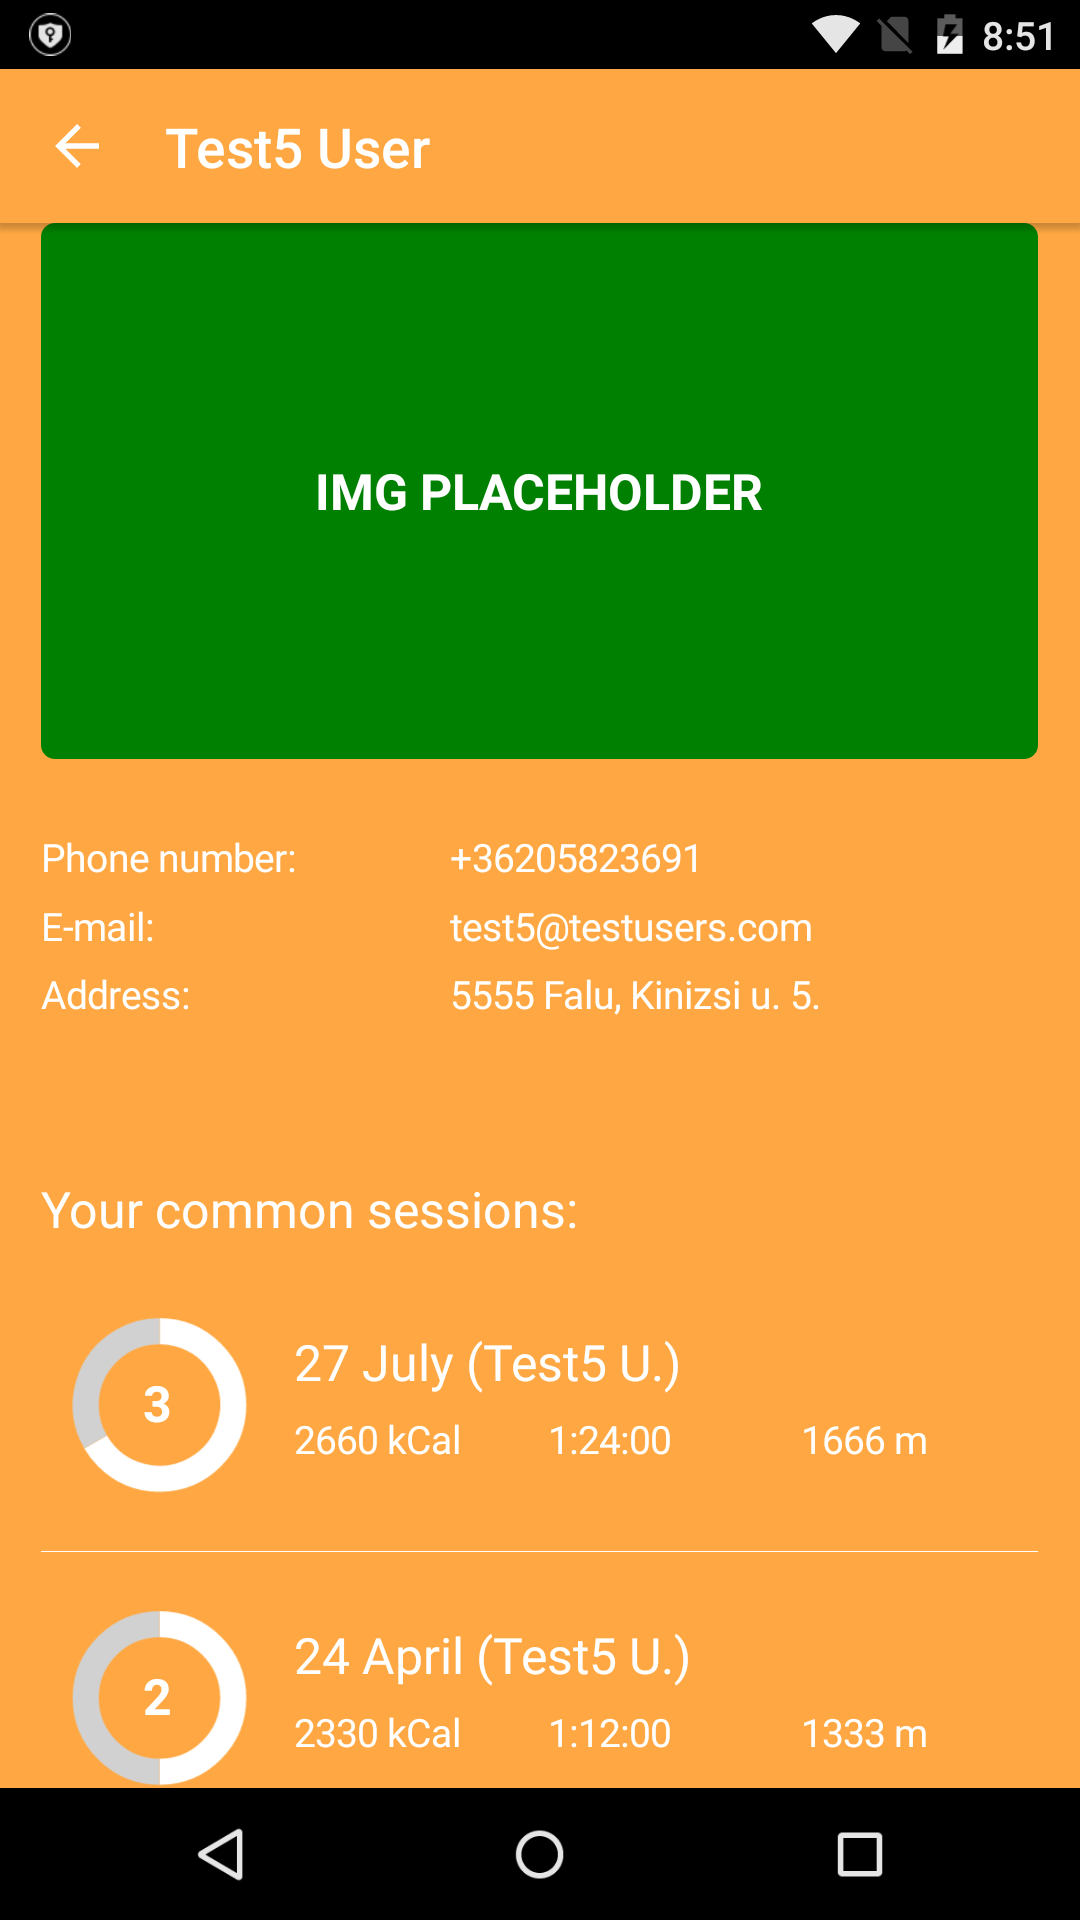 8:51
Test5 User
IMG PLACEHOLDER
Phone number: +36205823691
E-mail: test5@testusers.com
Address: 5555 Falu, Kinizsi u. 5.
Your common sessions:
3
27 July (Test5 U.)
2660 kCal 1:24:00 1666 m
2
24 April (Test5 U.)
2330 kCal 1:12:00 1333 m